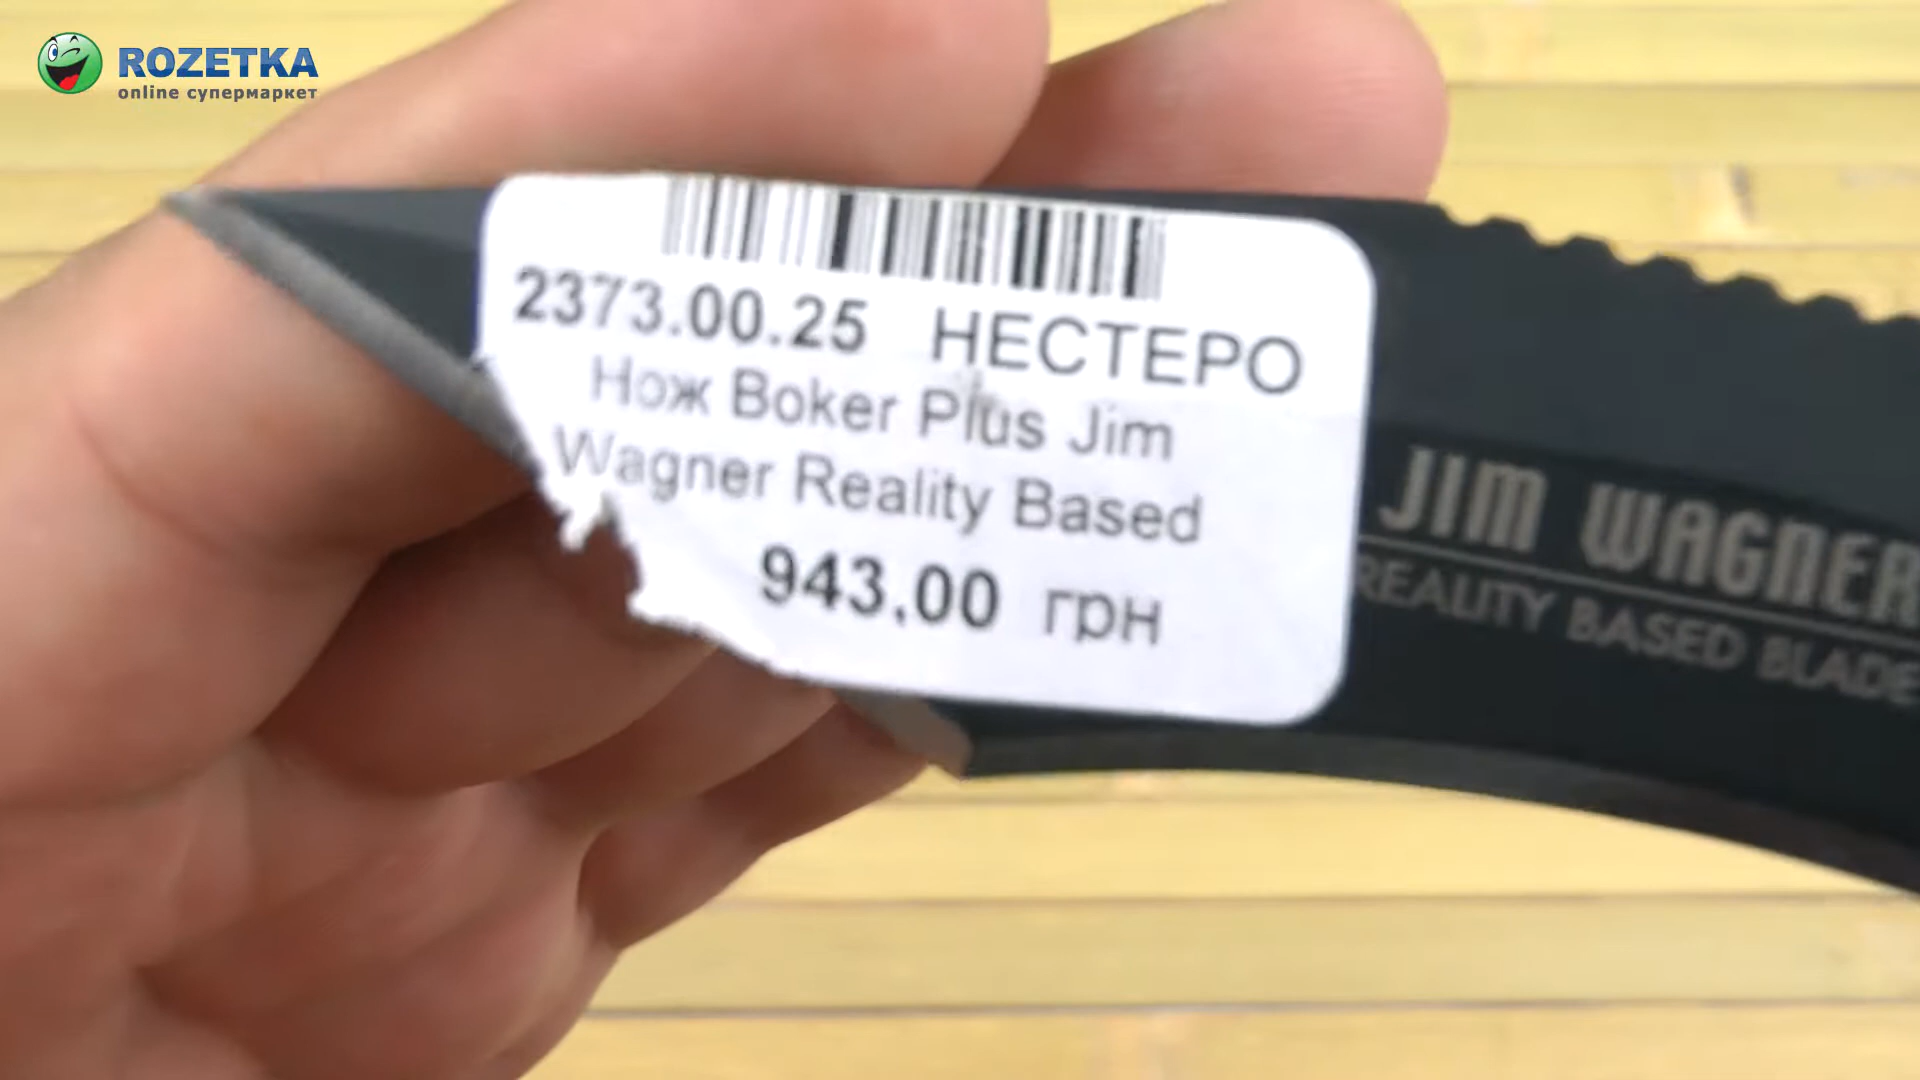 ROZETKA
online супермаркет
2373.00.25 НЕСТЕРО
Нож Boker Plus Jim
Wagner Reality Based
943,00 грн
JIM WAGNER
REALITY BASED BLADE